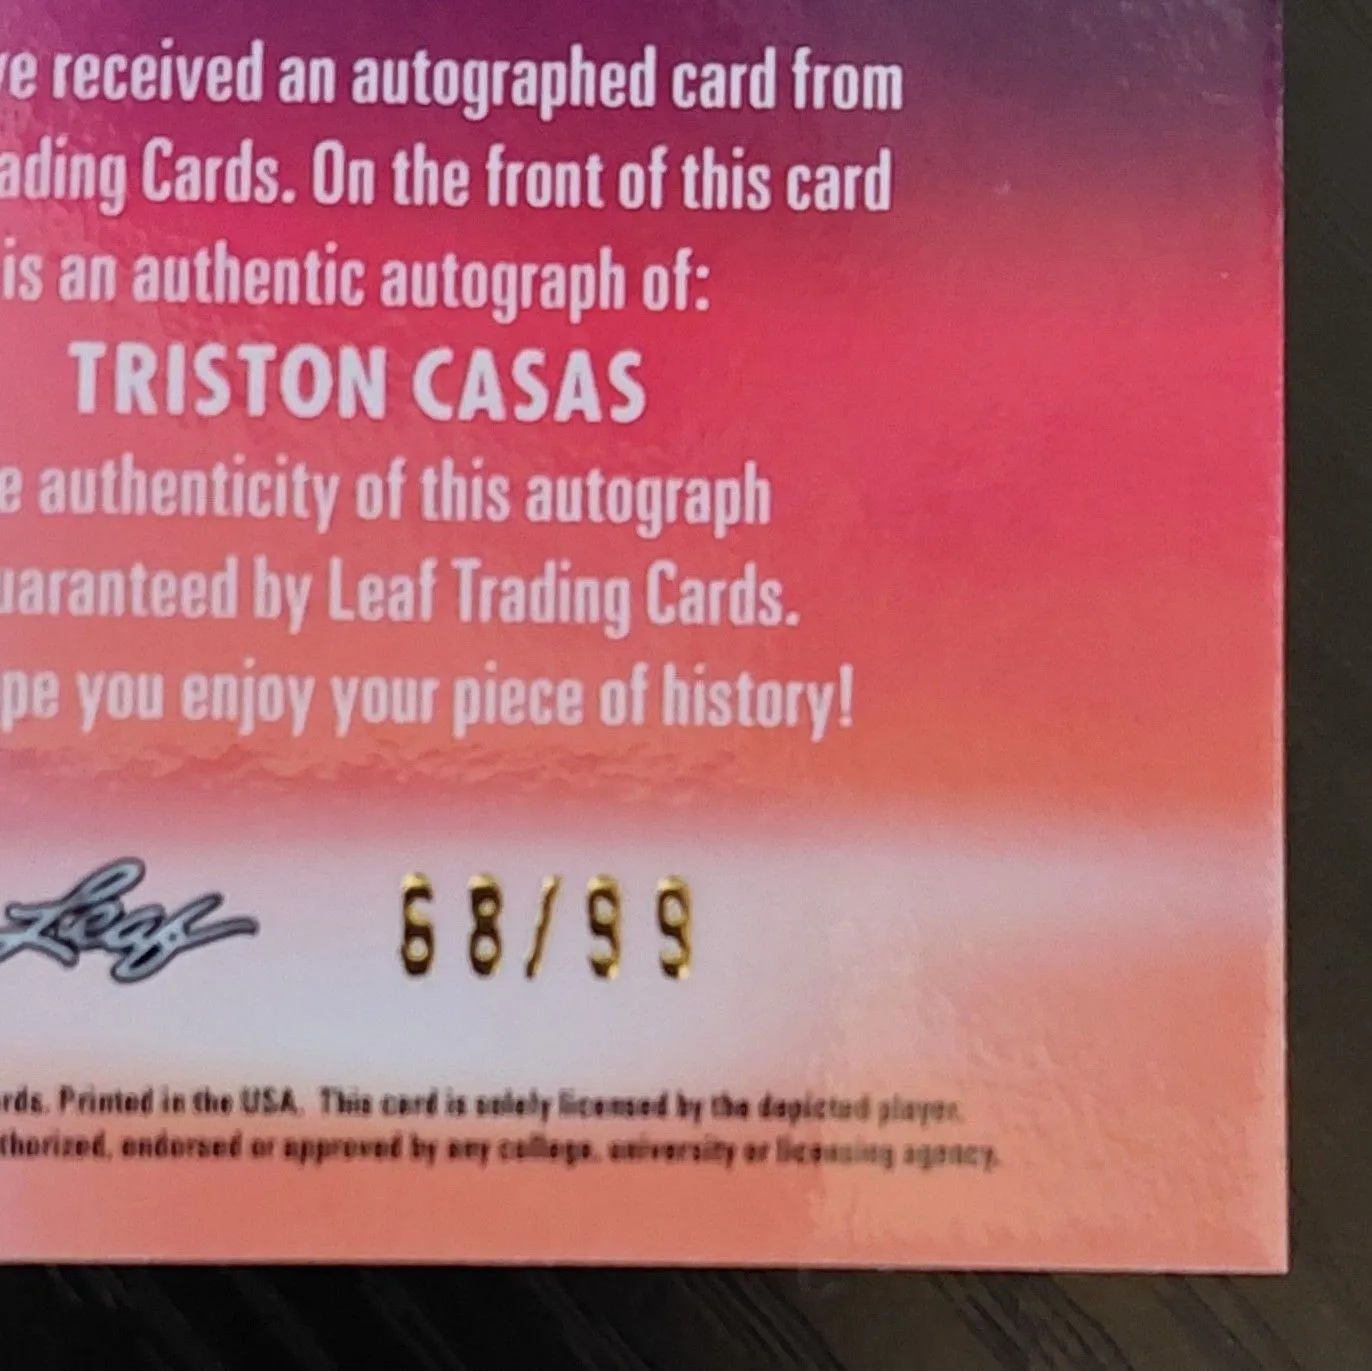 ve received an autographed card from
ading Cards. On the front of this card
is an authentic autograph of:
TRISTON CASAS
e authenticity of this autograph
uaranteed by Leaf Trading Cards.
pe you enjoy your piece of history!
Leaf 68/99
rds. Printed in the USA. This card is solely licensed by the depicted player.
thorized, endorsed or approved by any college, university or licensing agency.